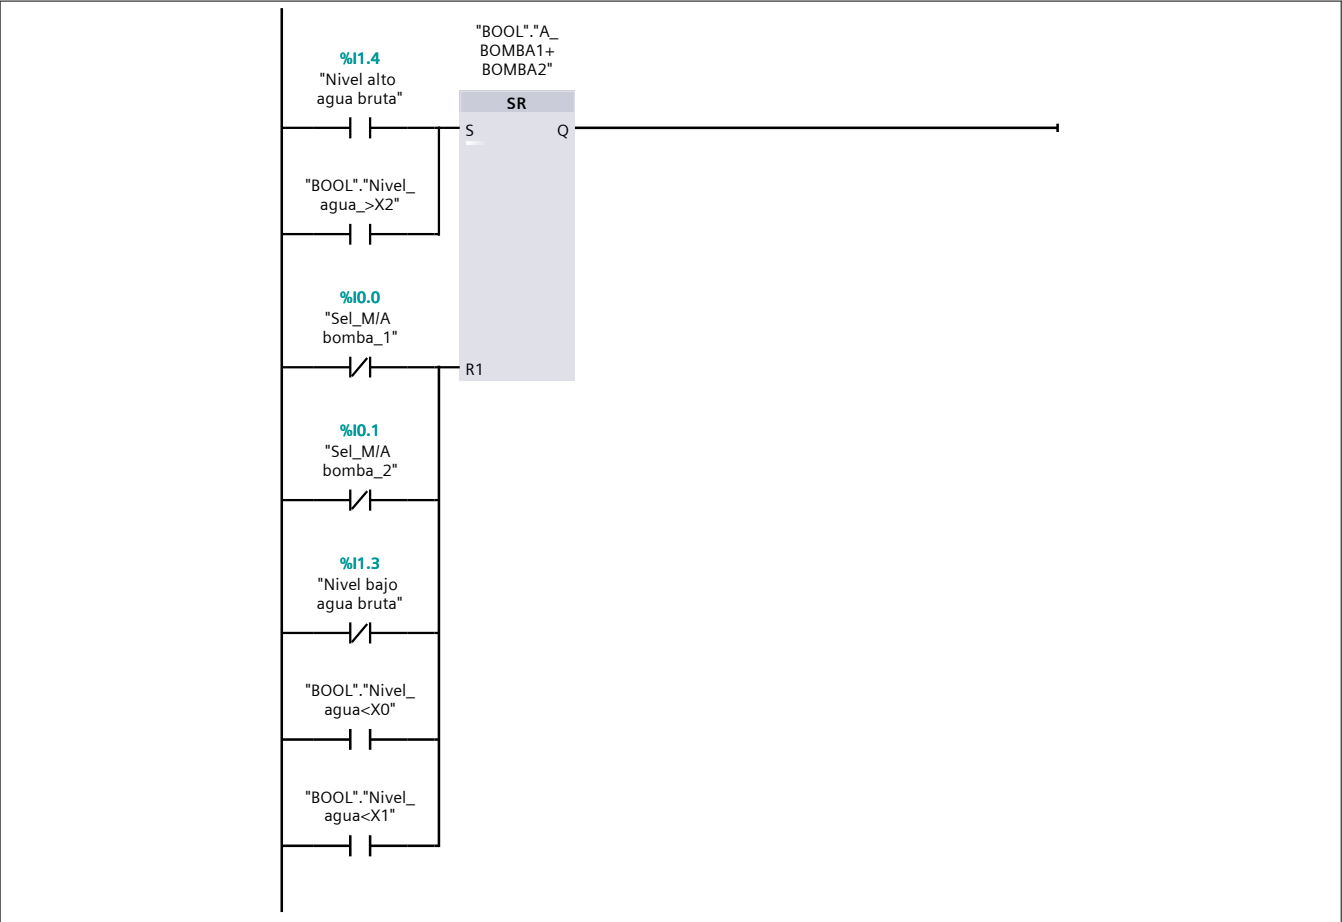 "BOOL"."A_
BOMBA1+
BOMBA2"
%I1.4
"Nivel alto
agua bruta"
SR
S
Q
"BOOL"."Nivel_
agua_>X2"
%I0.0
"Sel_M/A
bomba_1"
R1
%I0.1
"Sel_M/A
bomba_2"
%I1.3
"Nivel bajo
agua bruta"
"BOOL"."Nivel_
agua<X0"
"BOOL"."Nivel_
agua<X1"